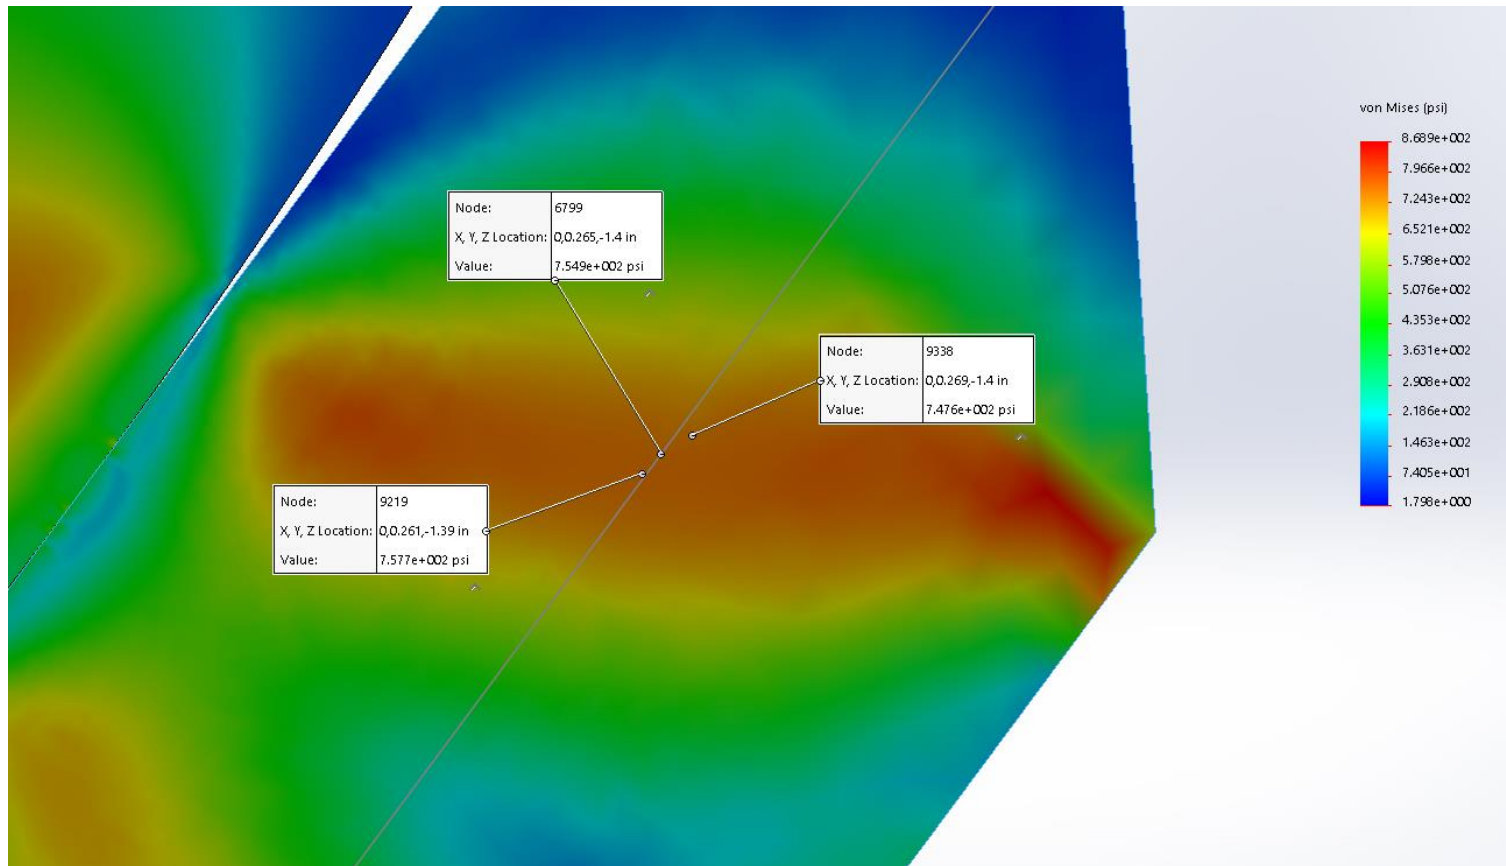 von Mises (psi)
8.689e+002
7.966e+002
7.243e+002
6.521e+002
5.798e+002
5.076e+002
4.353e+002
3.631e+002
2.908e+002
2.186e+002
1.463e+002
7.405e+001
1.798e+000
Node: 6799
X, Y, Z Location: 0,0.265,-1.4 in
Value: 7.549e+002 psi
Node: 9338
X, Y, Z Location: 0,0.269,-1.4 in
Value: 7.476e+002 psi
Node: 9219
X, Y, Z Location: 0,0.261,-1.39 in
Value: 7.577e+002 psi